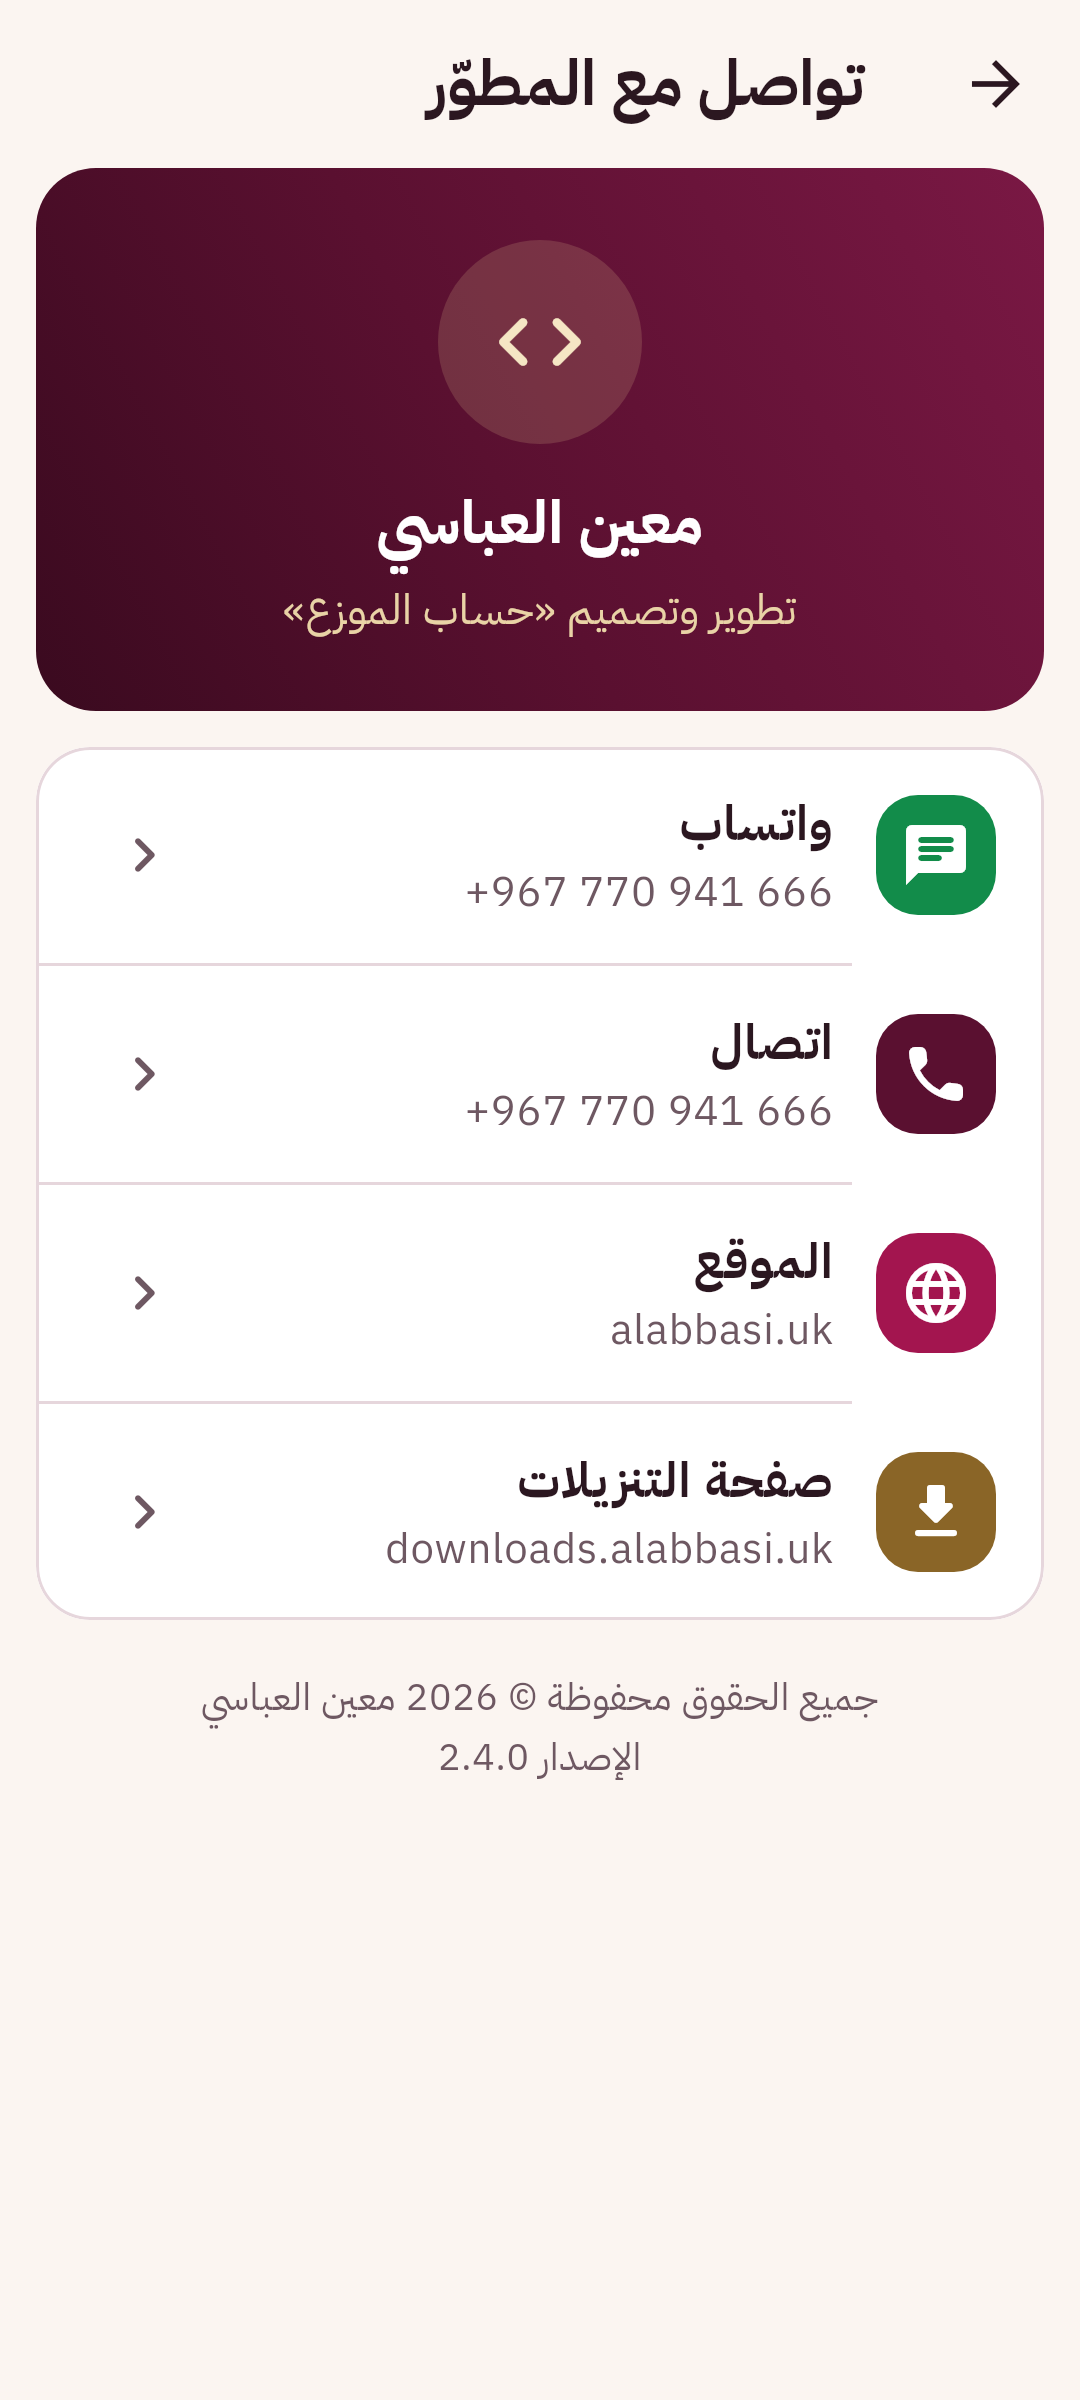 تواصل مع المطوّر
معين العباسي
تطوير وتصميم «حساب الموزع»
واتساب
+967 770 941 666
اتصال
+967 770 941 666
الموقع
alabbasi.uk
صفحة التنزيلات
downloads.alabbasi.uk
جميع الحقوق محفوظة © 2026 معين العباسي
الإصدار 2.4.0